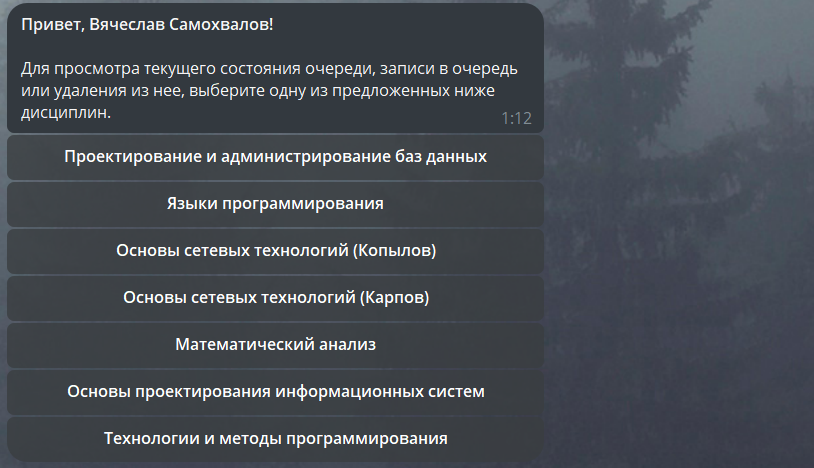 Привет, Вячеслав Самохвалов!
Для просмотра текущего состояния очереди, записи в очередь
или удаления из нее, выберите одну из предложенных ниже
дисциплин.
1:12
Проектирование и администрирование баз данных
Языки программирования
Основы сетевых технологий (Копылов)
Основы сетевых технологий (Карпов)
Математический анализ
Основы проектирования информационных систем
Технологии и методы программирования